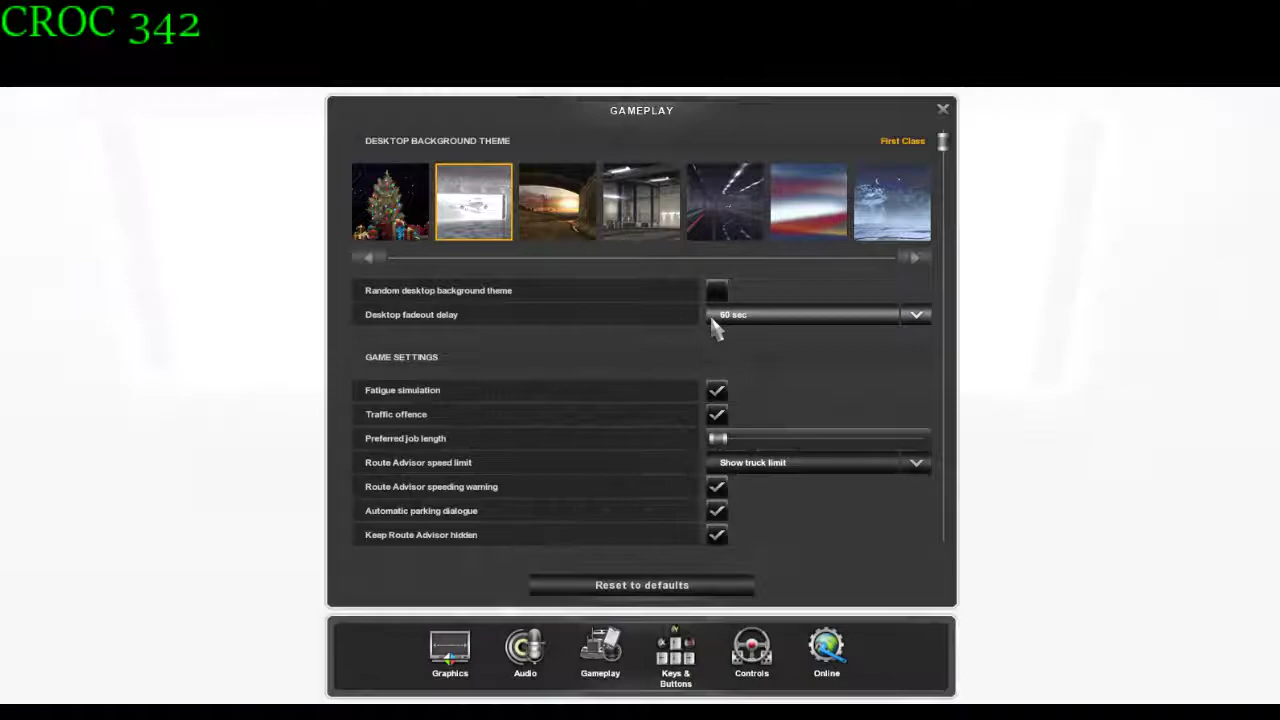 CROC 342
GAMEPLAY
DESKTOP BACKGROUND THEME
First Class
Random desktop background theme
Desktop fadeout delay
60 sec
GAME SETTINGS
Fatigue simulation
Traffic offence
Preferred job length
Route Advisor speed limit
Show truck limit
Route Advisor speeding warning
Automatic parking dialogue
Keep Route Advisor hidden
Reset to defaults
Graphics
Audio
Gameplay
Keys &
Buttons
Controls
Online